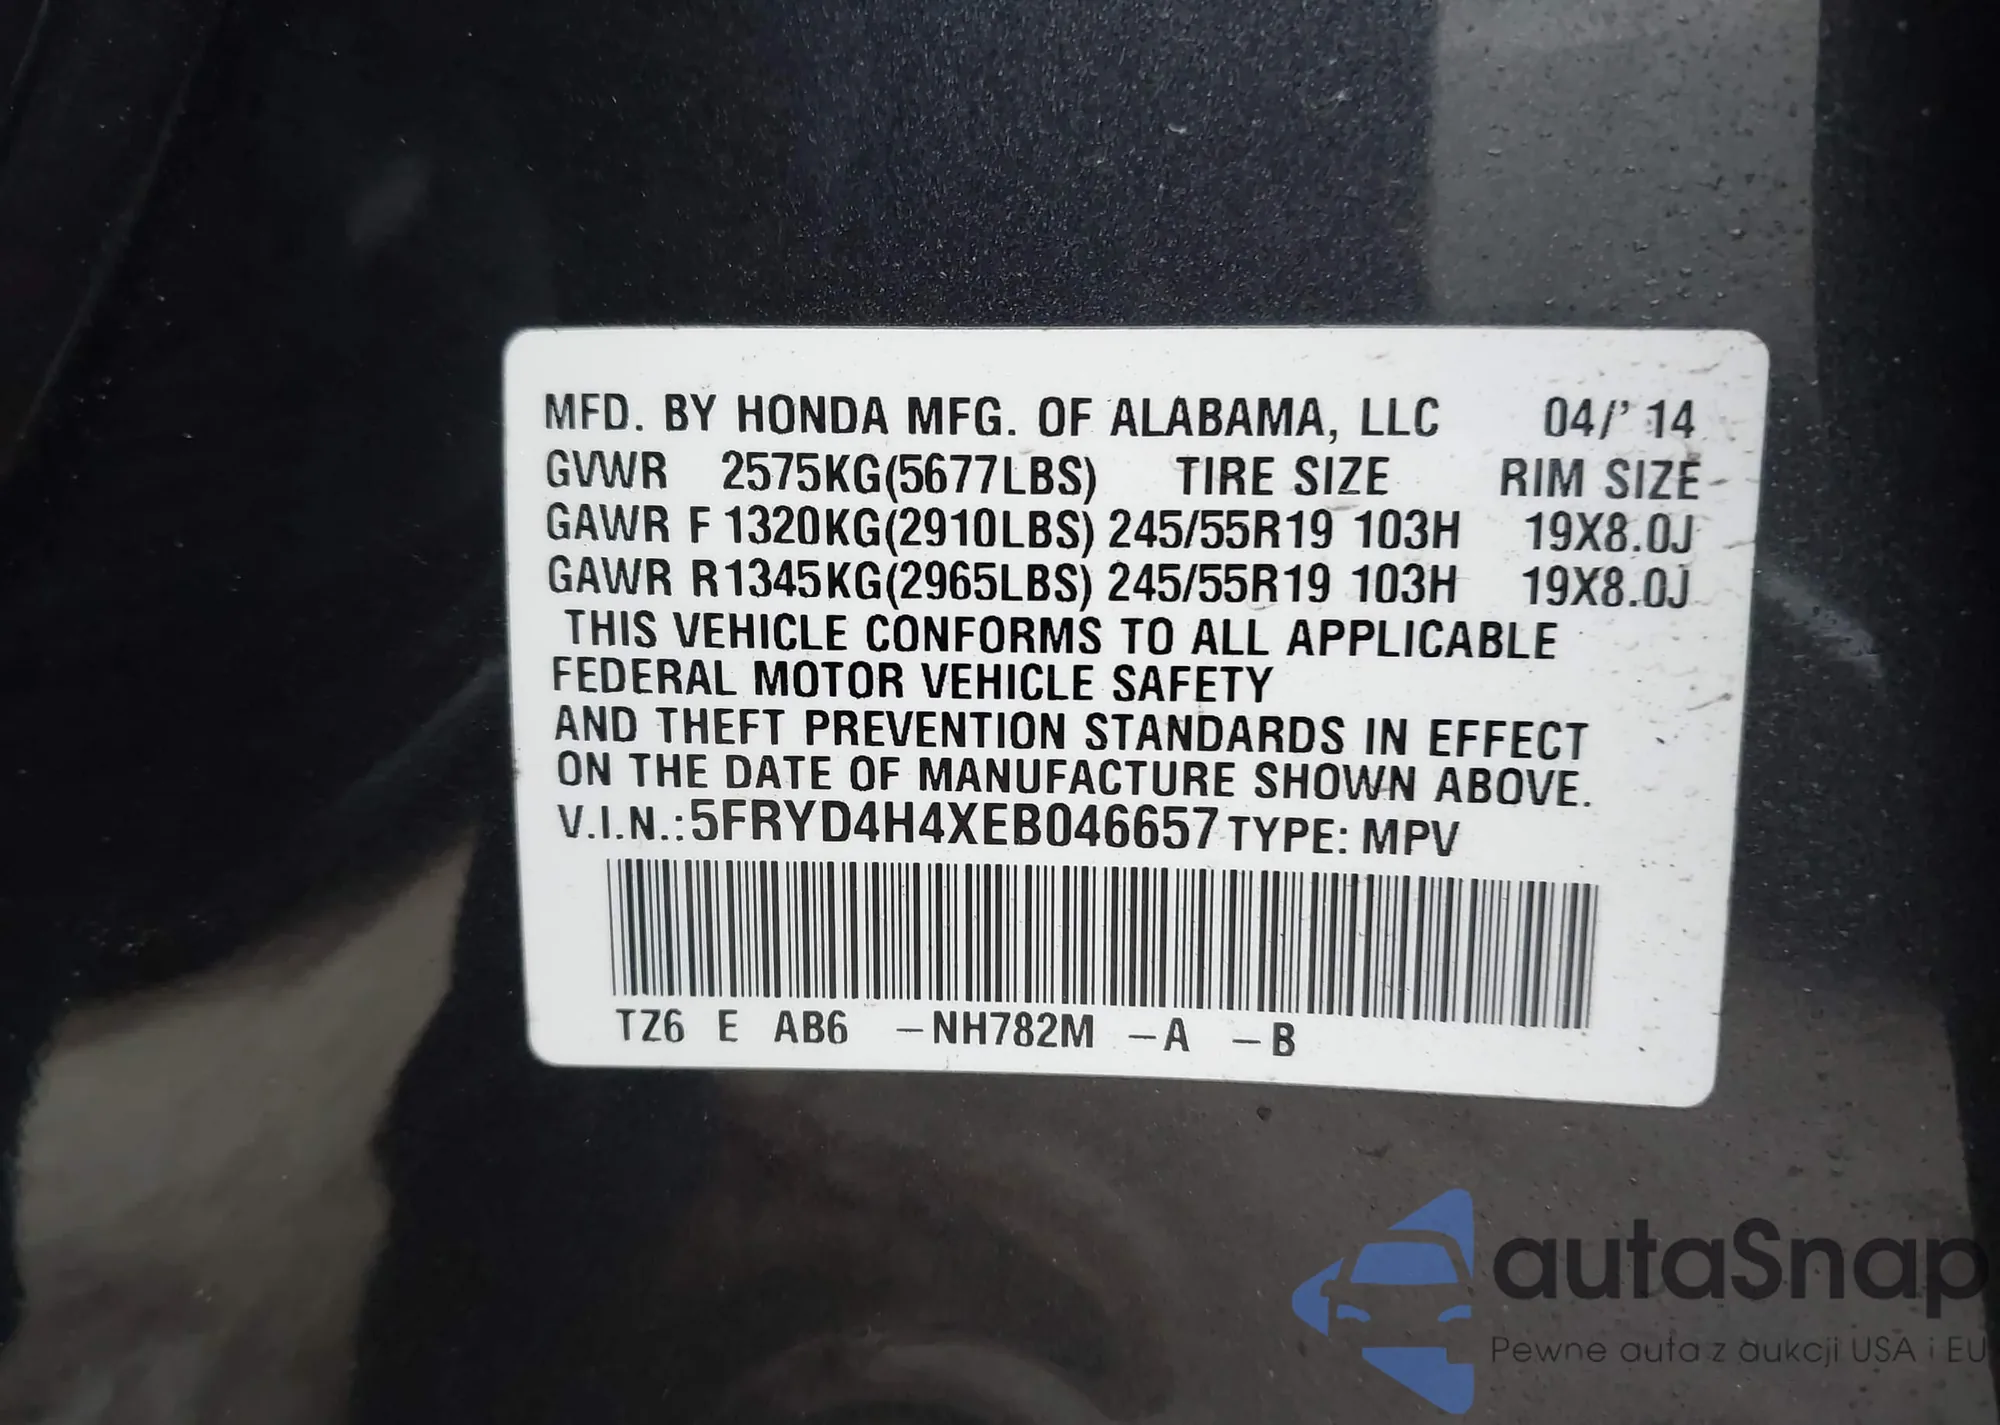 MFD. BY HONDA MFG. OF ALABAMA, LLC 04/' 14
GVWR 2575KG(5677LBS) TIRE SIZE RIM SIZE
GAWR F 1320KG(2910LBS) 245/55R19 103H 19X8.0J
GAWR R 1345KG(2965LBS) 245/55R19 103H 19X8.0J
THIS VEHICLE CONFORMS TO ALL APPLICABLE
FEDERAL MOTOR VEHICLE SAFETY
AND THEFT PREVENTION STANDARDS IN EFFECT
ON THE DATE OF MANUFACTURE SHOWN ABOVE.
V.I.N.: 5FRYD4H4XEB046657 TYPE: MPV
TZ6 E AB6 -NH782M -A -B
autaSnap
Pewne auta z aukcji USA i EU